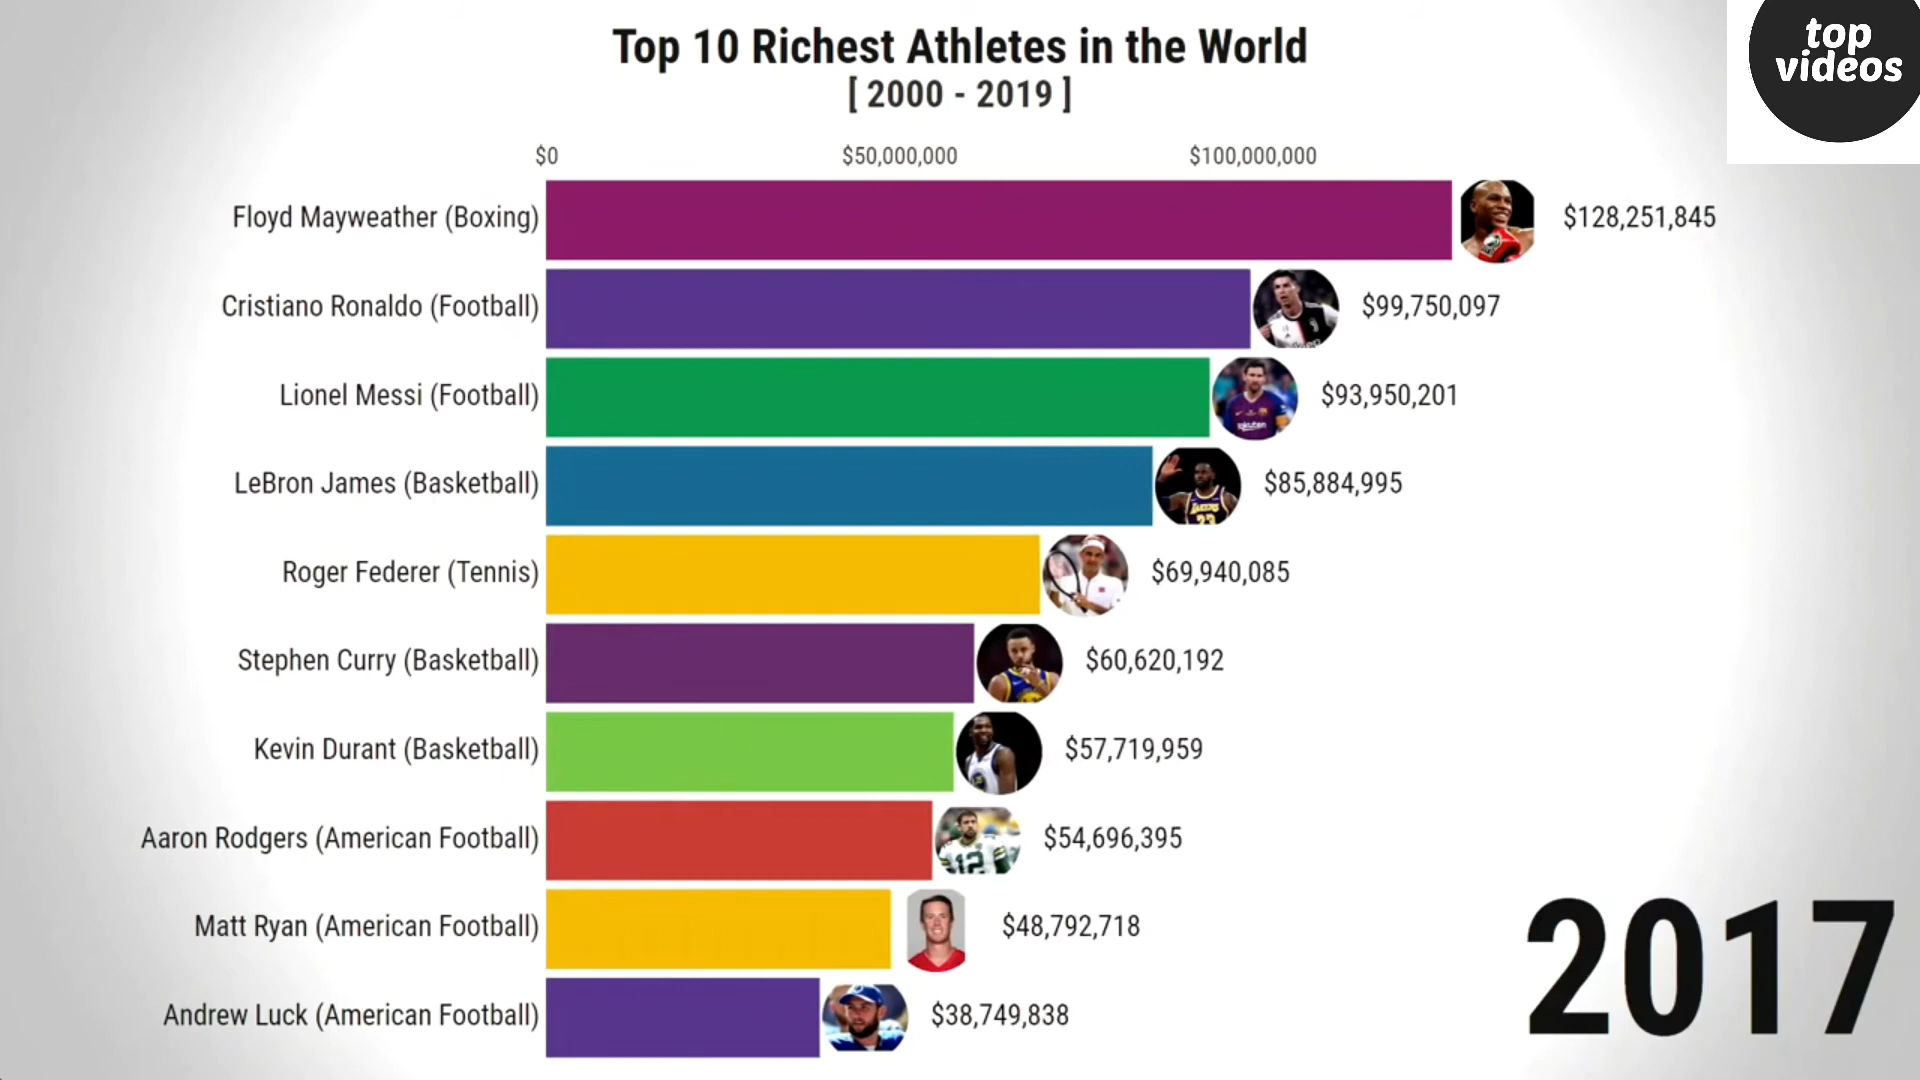 Top 10 Richest Athletes in the World
[ 2000 - 2019 ]
top
videos
$0 $50,000,000 $100,000,000
Floyd Mayweather (Boxing) $128,251,845
Cristiano Ronaldo (Football) $99,750,097
Lionel Messi (Football) $93,950,201
LeBron James (Basketball) $85,884,995
Roger Federer (Tennis) $69,940,085
Stephen Curry (Basketball) $60,620,192
Kevin Durant (Basketball) $57,719,959
Aaron Rodgers (American Football) $54,696,395
Matt Ryan (American Football) $48,792,718
Andrew Luck (American Football) $38,749,838
2017